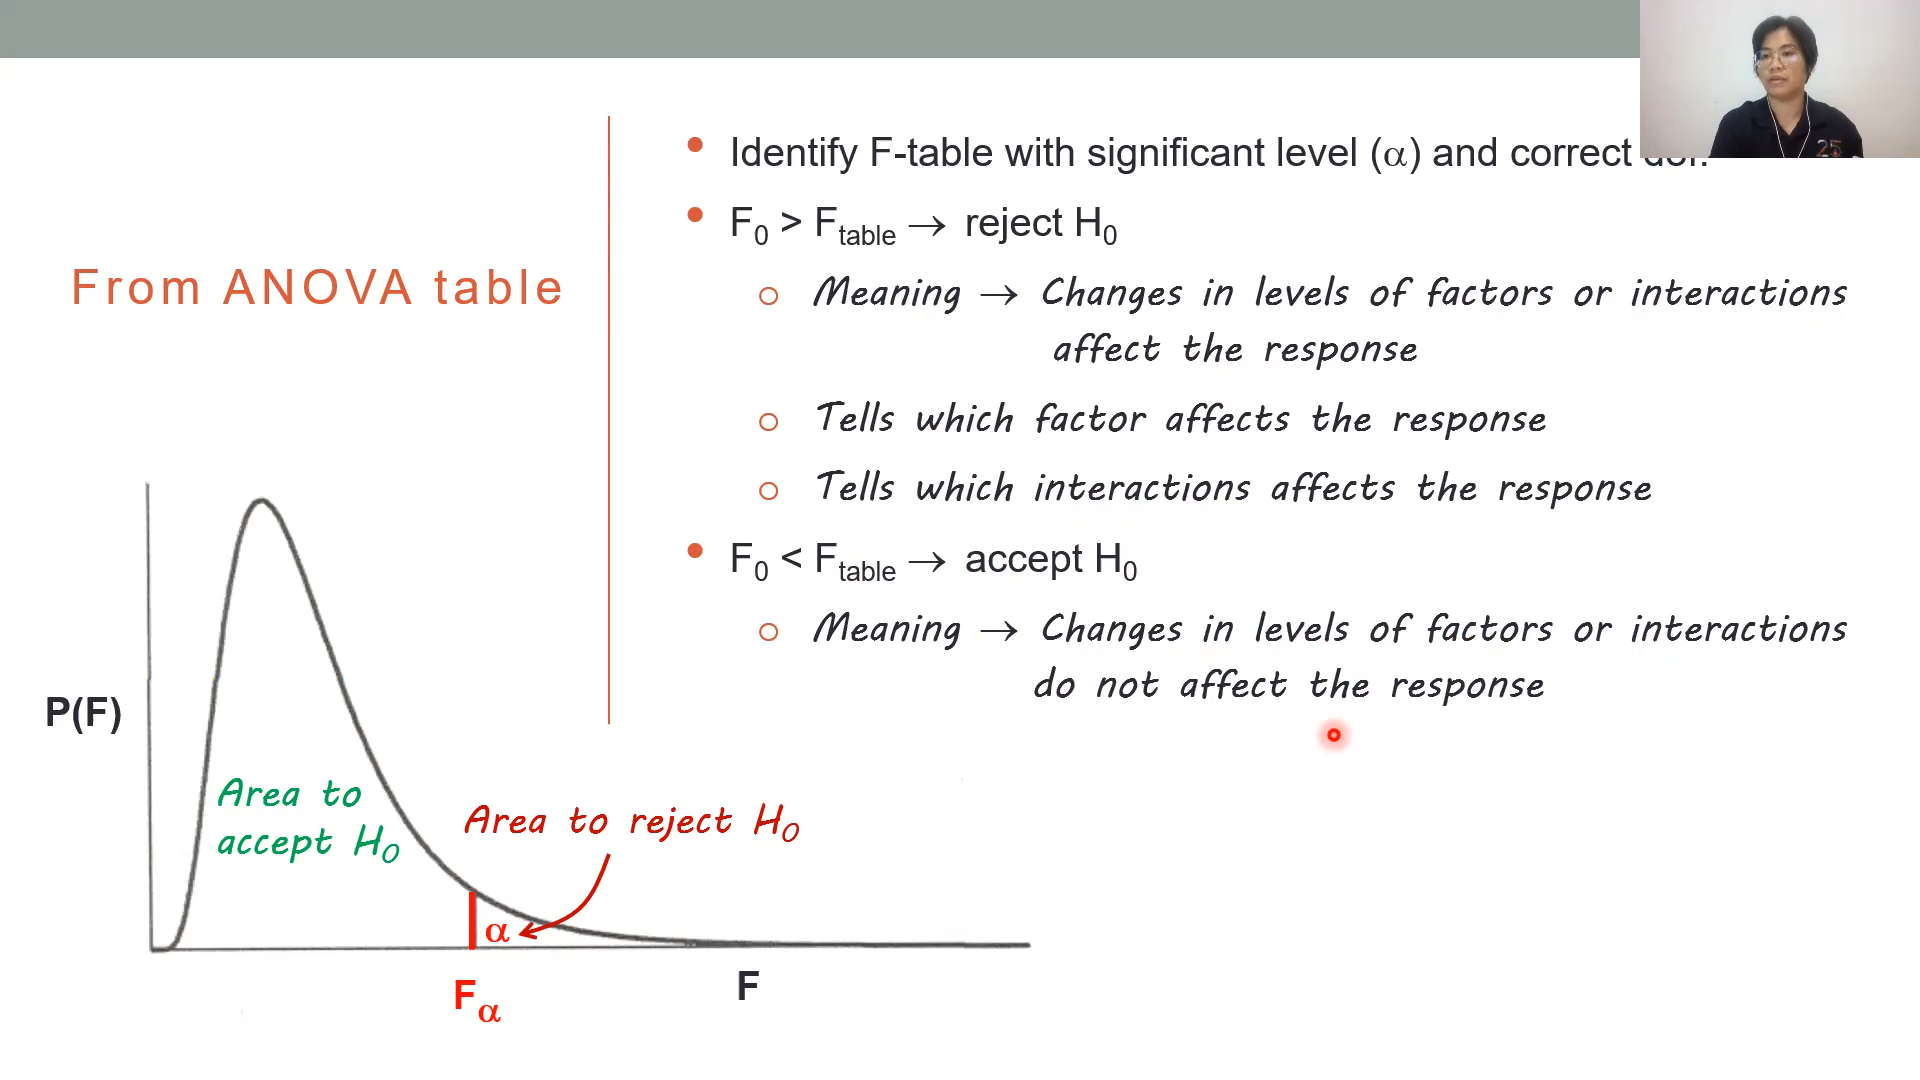 From ANOVA table
• Identify F-table with significant level (α) and correct dof.
• F₀ > F_table → reject H₀
○ Meaning → Changes in levels of factors or interactions
affect the response
○ Tells which factor affects the response
○ Tells which interactions affects the response
• F₀ < F_table → accept H₀
○ Meaning → Changes in levels of factors or interactions
do not affect the response
P(F)
Area to
accept H₀
Area to reject H₀
α
F_α
F
25